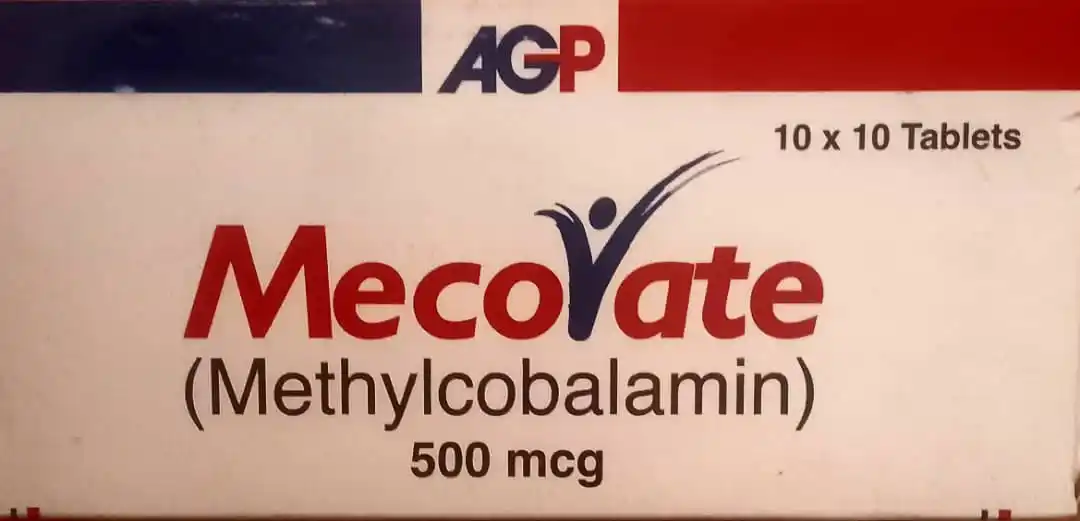 AGP
10 x 10 Tablets
Mecovate
(Methylcobalamin)
500 mcg